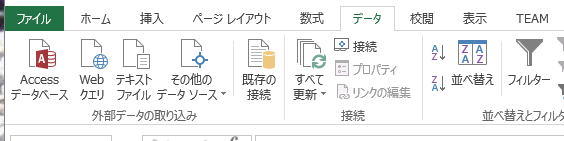 ファイル ホーム 挿入 ページ レイアウト 数式 データ 校閲 表示 TEAM
Access
データベース
Web
クエリ
テキスト
ファイル
その他の
データ ソース
既存の
接続
外部データの取り込み
すべて
更新
接続
プロパティ
リンクの編集
接続
並べ替え
フィルター
並べ替えとフィルタ